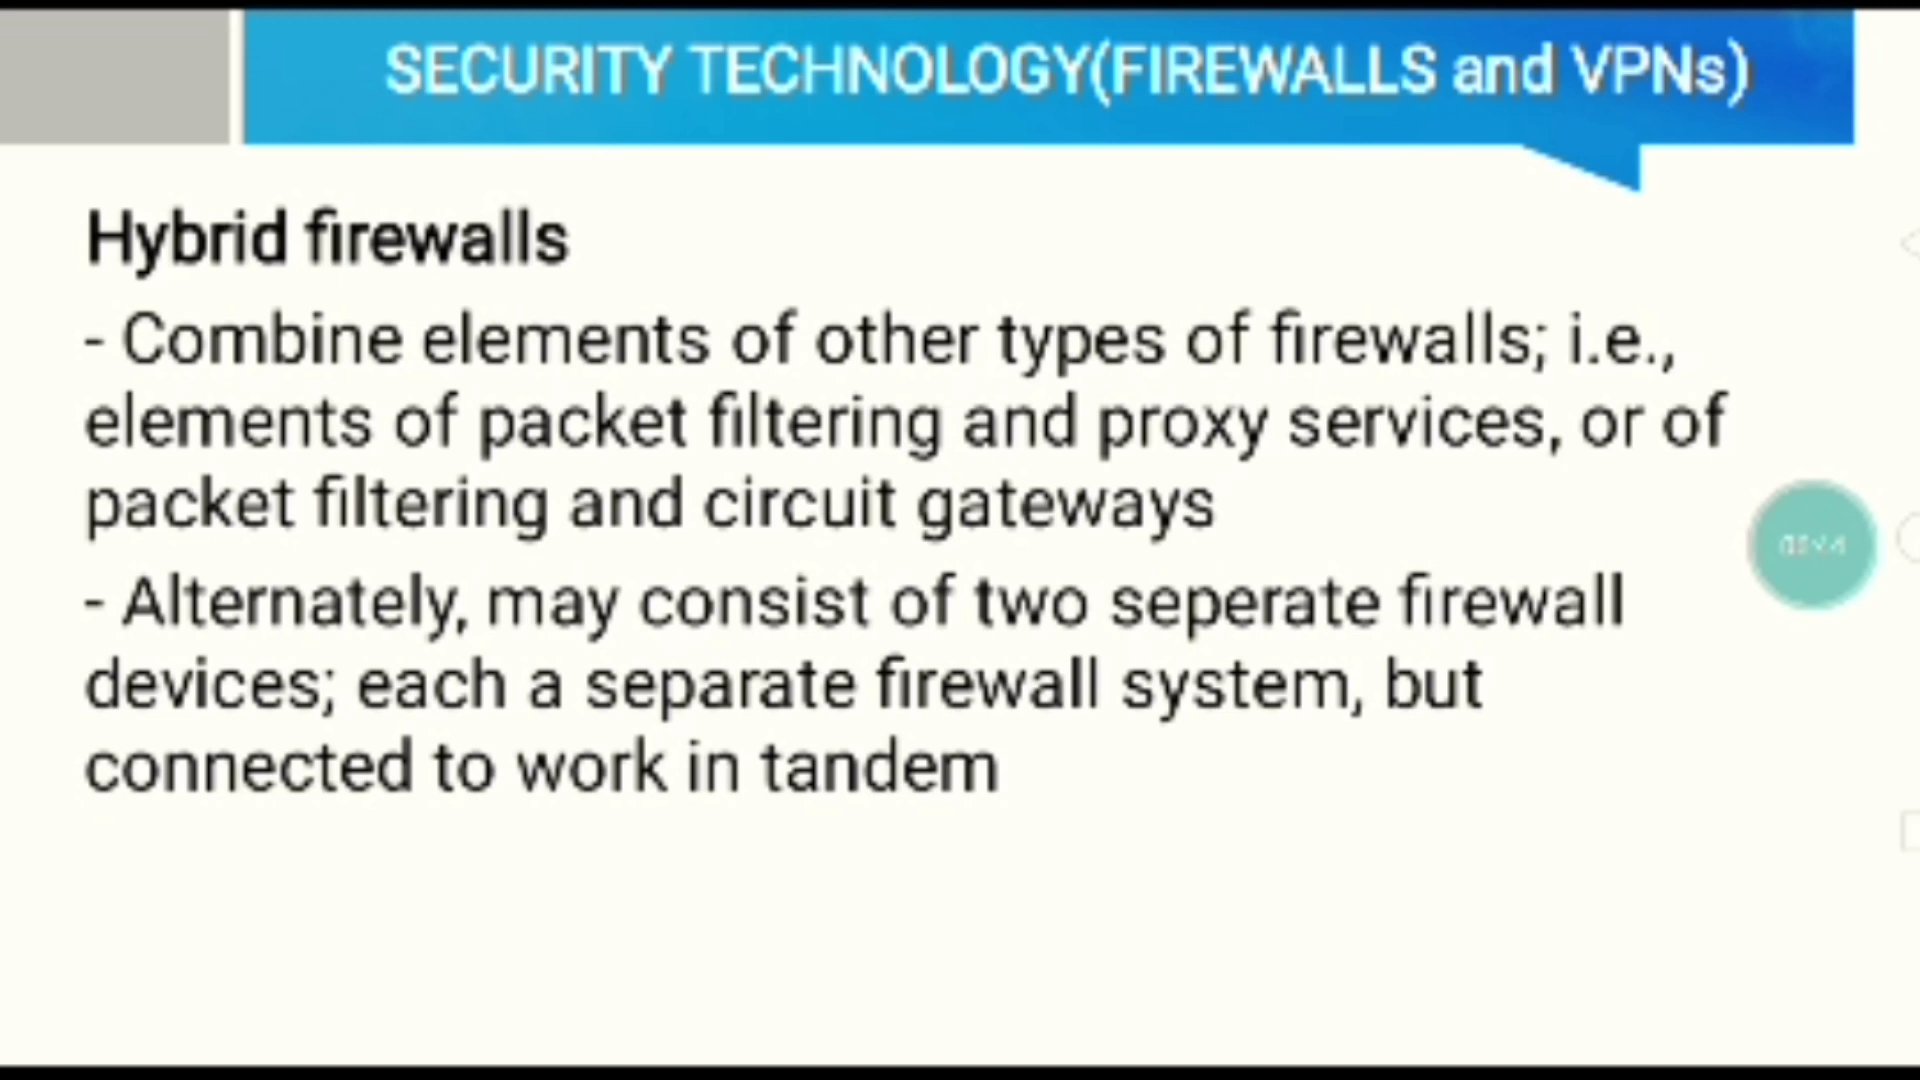 SECURITY TECHNOLOGY(FIREWALLS and VPNs)
Hybrid firewalls
- Combine elements of other types of firewalls; i.e.,
elements of packet filtering and proxy services, or of
packet filtering and circuit gateways
- Alternately, may consist of two seperate firewall
devices; each a separate firewall system, but
connected to work in tandem